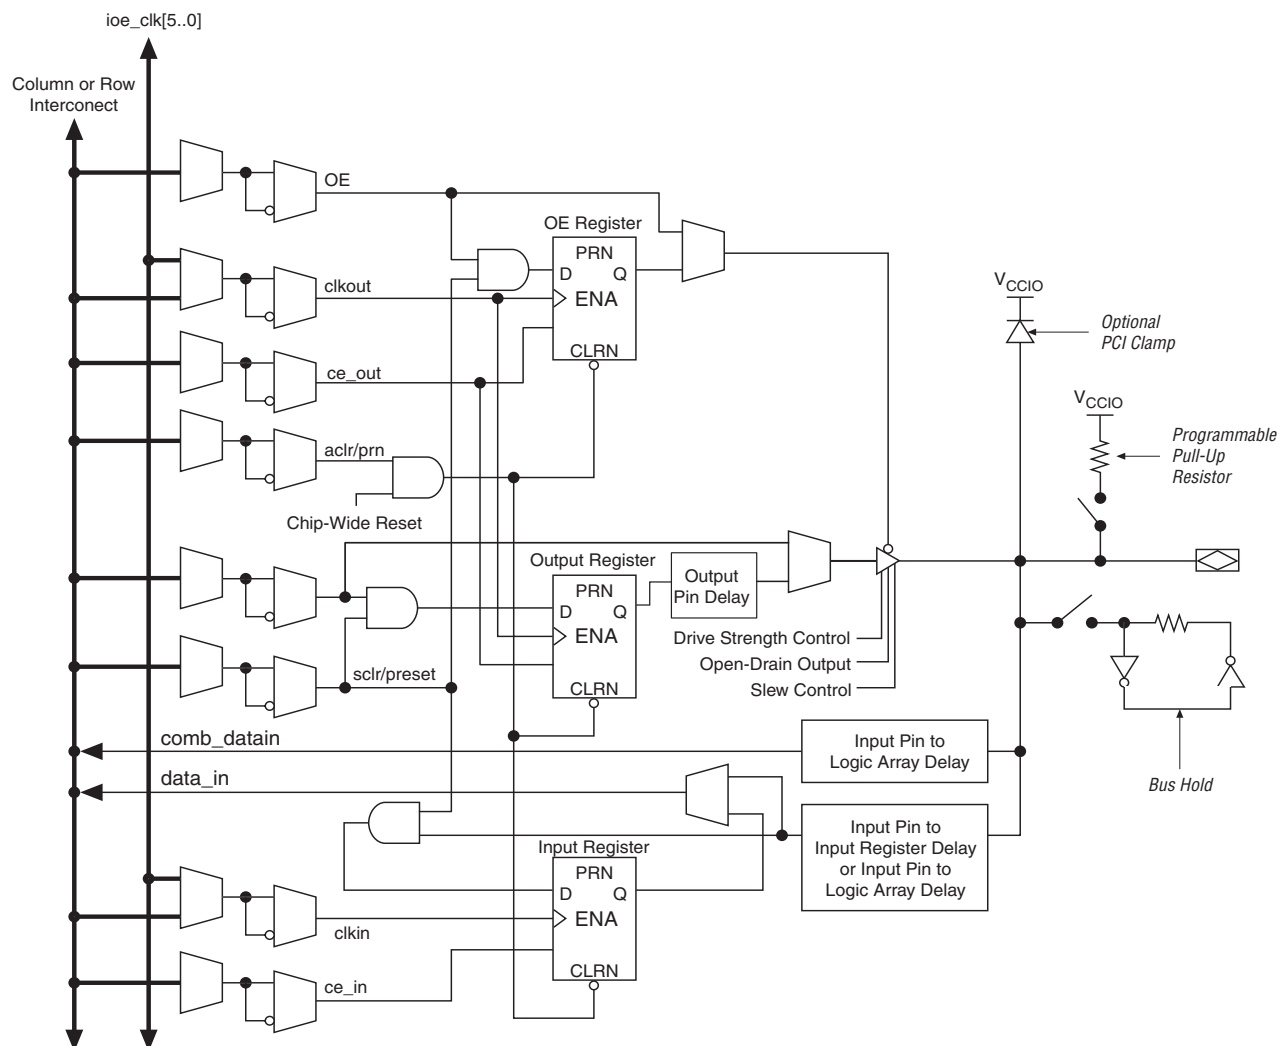 ioe_clk[5..0]
Column or Row
Interconect
OE
OE Register
PRN
D
Q
ENA
CLRN
clkout
ce_out
aclr/prn
Chip-Wide Reset
VCCIO
Optional
PCI Clamp
VCCIO
Programmable
Pull-Up
Resistor
Output Register
PRN
D
Q
ENA
CLRN
Output
Pin Delay
Drive Strength Control
Open-Drain Output
Slew Control
sclr/preset
comb_datain
data_in
Input Pin to
Logic Array Delay
Bus Hold
Input Pin to
Input Register Delay
or Input Pin to
Logic Array Delay
Input Register
PRN
D
Q
ENA
CLRN
clkin
ce_in